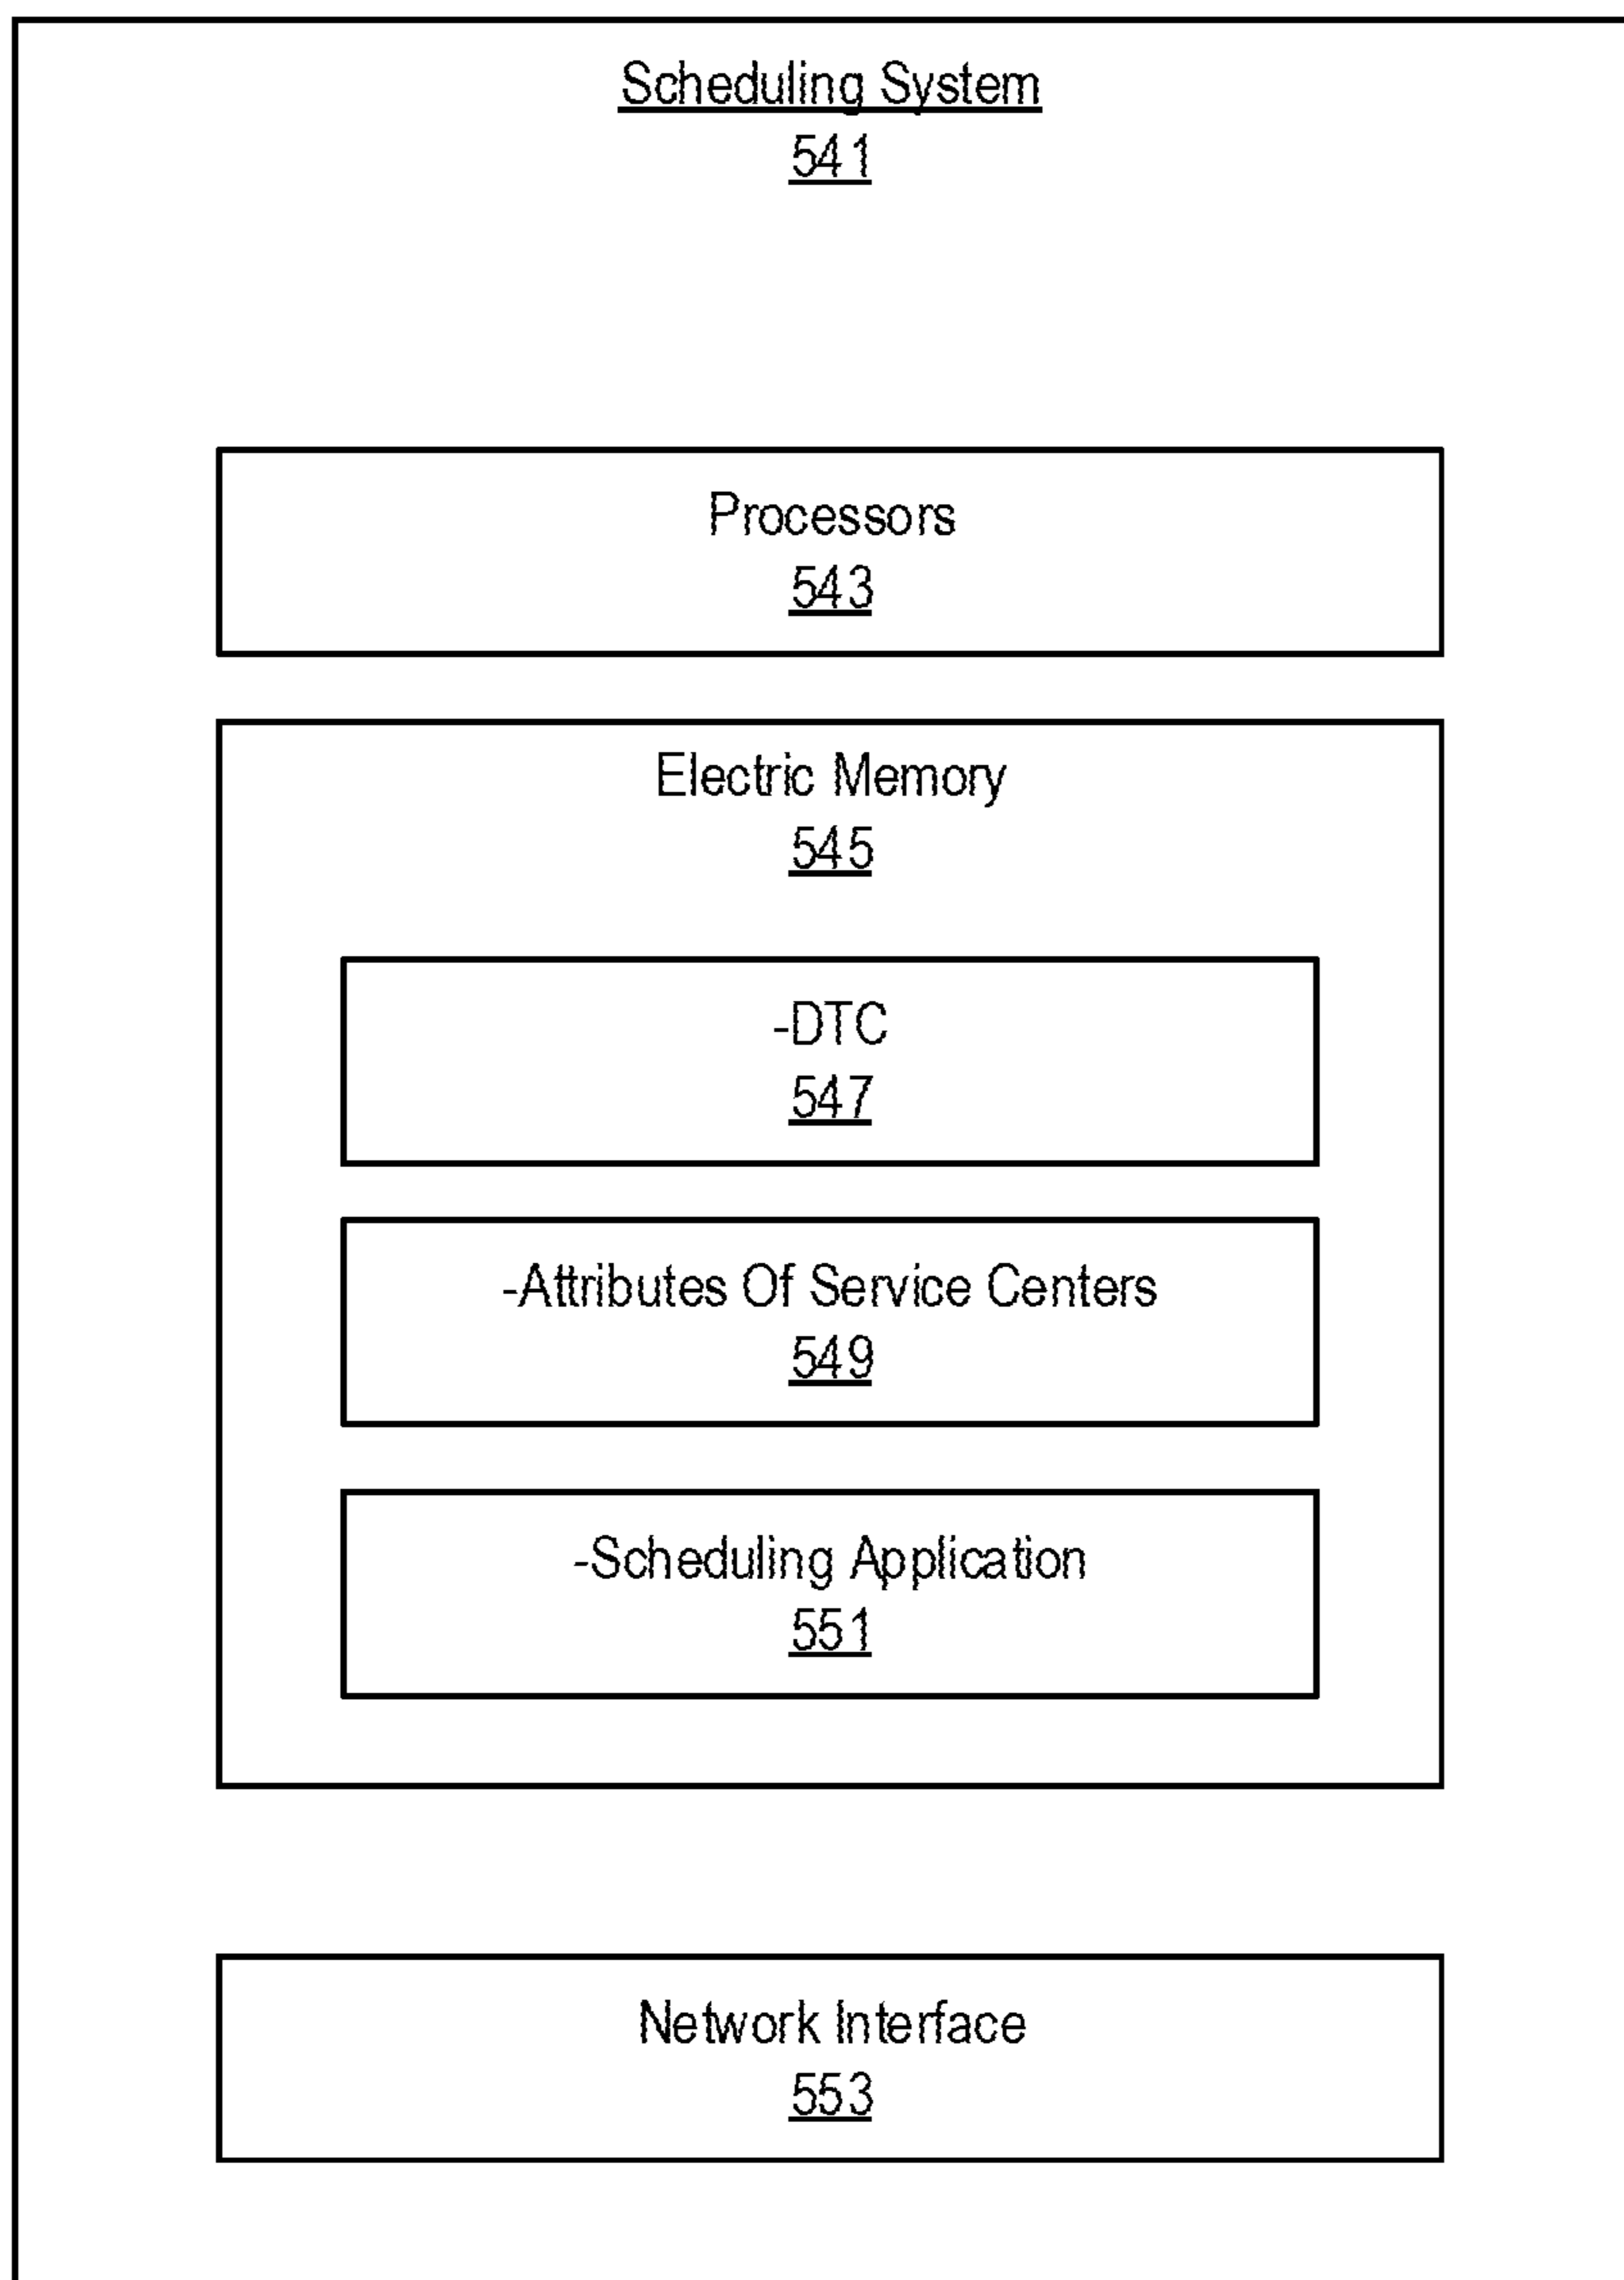 Scheduling System
541
Processors
543
Electric Memory
545
-DTC
547
-Attributes Of Service Centers
549
-Scheduling Application
551
Network Interface
553